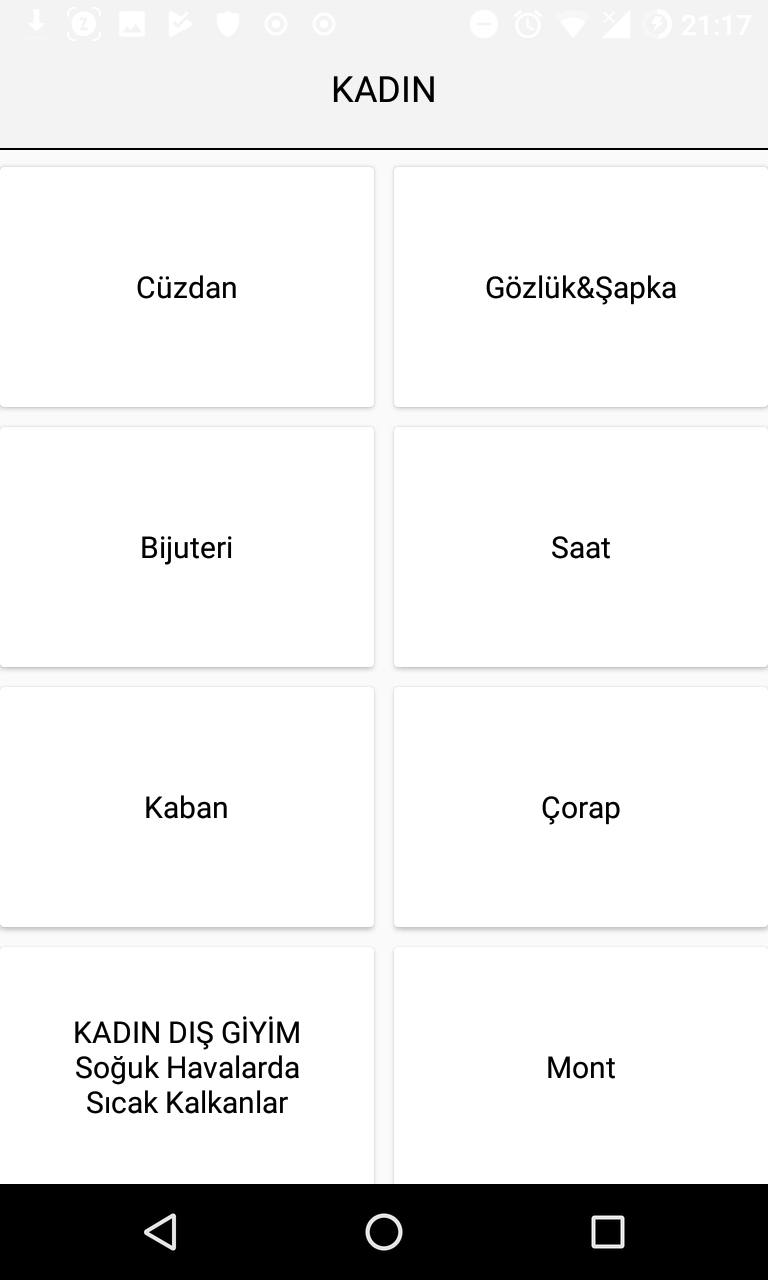 21:17
KADIN
Cüzdan
Gözlük&Şapka
Bijuteri
Saat
Kaban
Çorap
KADIN DIŞ GİYİM
Soğuk Havalarda
Sıcak Kalkanlar
Mont